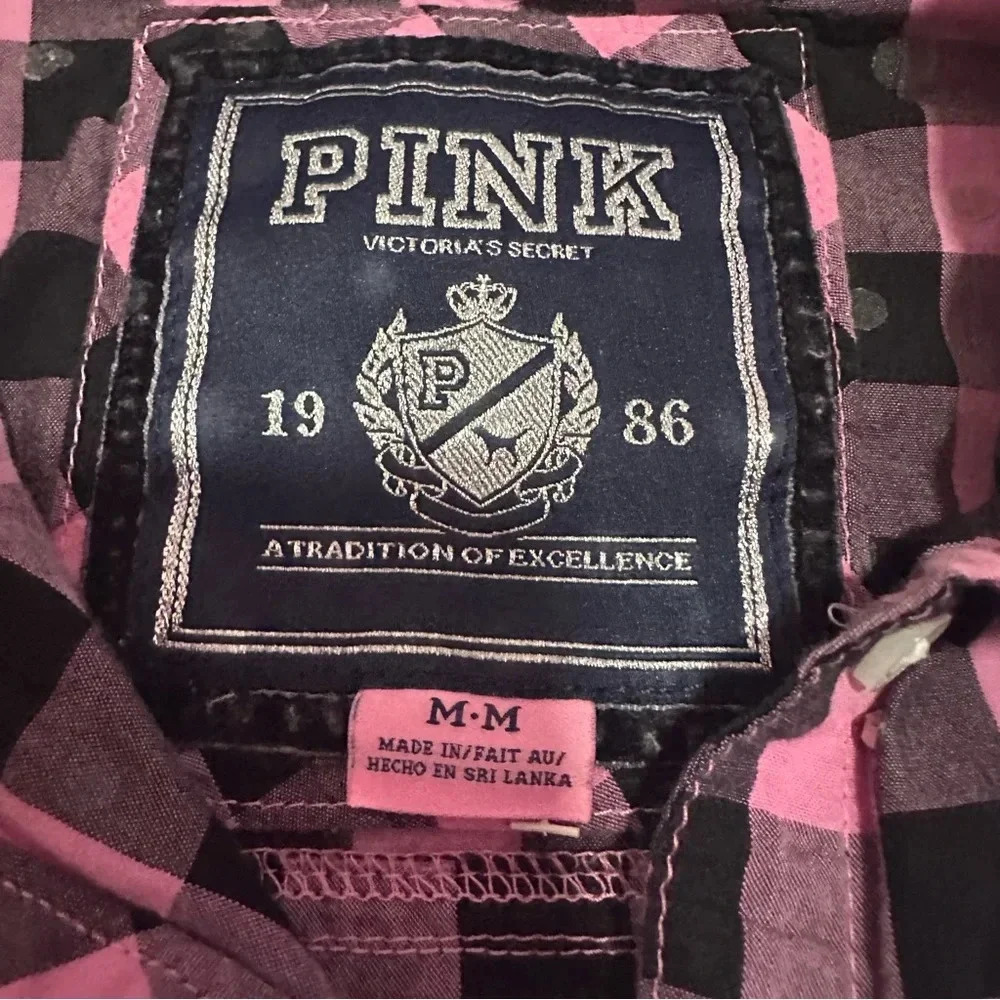 PINK
VICTORIA'S SECRET
P
19 86
A TRADITION OF EXCELLENCE
M·M
MADE IN/FAIT AU/
HECHO EN SRI LANKA